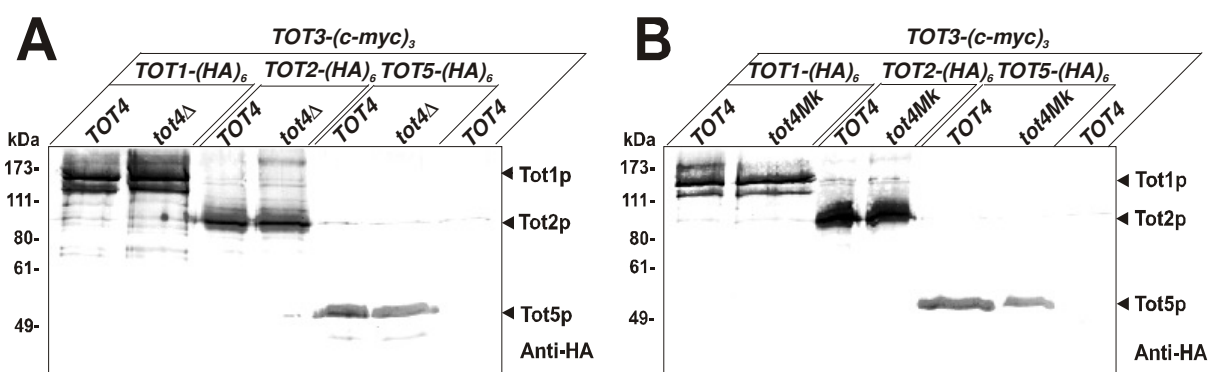 A
TOT3-(c-myc)₃
TOT1-(HA)₆ TOT2-(HA)₆ TOT5-(HA)₆
TOT4 tot4Δ TOT4 tot4Δ TOT4 tot4Δ TOT4
kDa
173-
111-
80-
61-
49-
Tot1p
Tot2p
Tot5p
Anti-HA
B
TOT3-(c-myc)₃
TOT1-(HA)₆ TOT2-(HA)₆ TOT5-(HA)₆
TOT4 tot4Mk TOT4 tot4Mk TOT4 tot4Mk TOT4
kDa
173-
111-
80-
61-
49-
Tot1p
Tot2p
Tot5p
Anti-HA